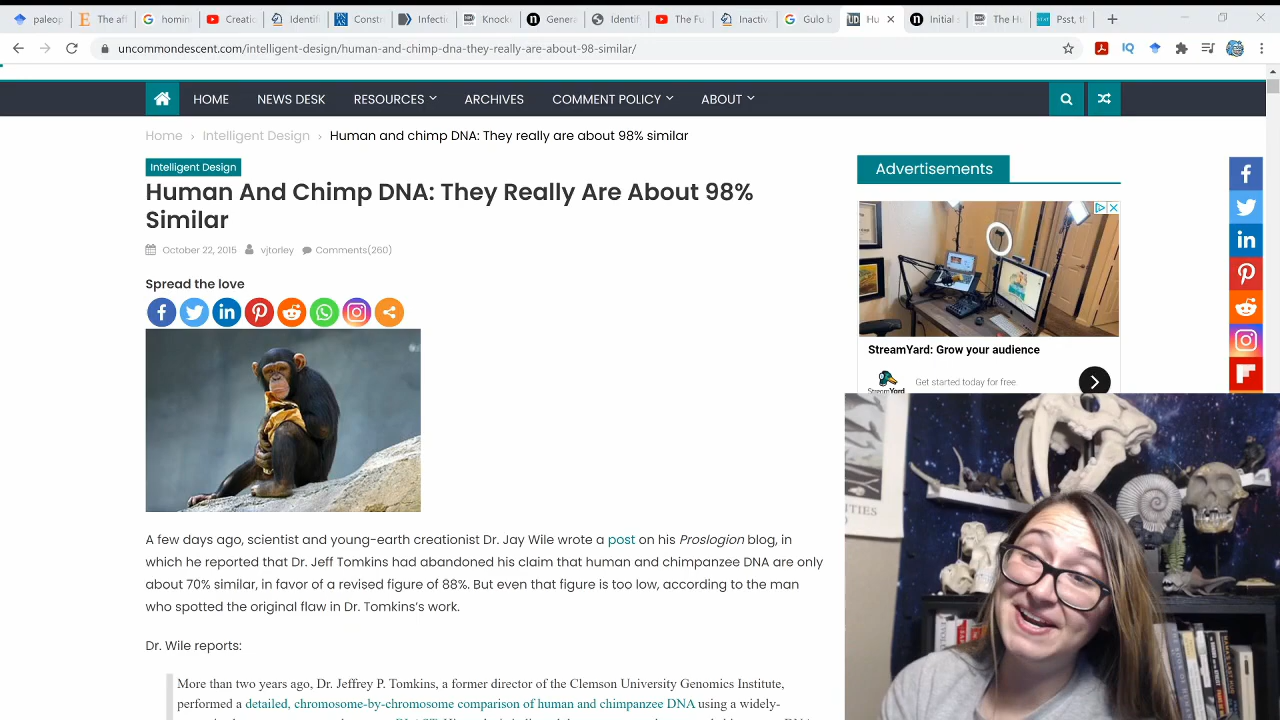 paleop
The aff
homin
Creatio
Identif
Constr
Infectio
Knocko
Genera
Identif
The Fu
Inactiv
Gulo b
Hu
Initial s
The Hu
Psst, th
uncommondescent.com/intelligent-design/human-and-chimp-dna-they-really-are-about-98-similar/
HOME NEWS DESK RESOURCES ARCHIVES COMMENT POLICY ABOUT
Home > Intelligent Design > Human and chimp DNA: They really are about 98% similar
Intelligent Design
Human And Chimp DNA: They Really Are About 98%
Similar
October 22, 2015 vjtorley Comments(260)
Spread the love
A few days ago, scientist and young-earth creationist Dr. Jay Wile wrote a post on his Proslogion blog, in
which he reported that Dr. Jeff Tomkins had abandoned his claim that human and chimpanzee DNA are only
about 70% similar, in favor of a revised figure of 88%. But even that figure is too low, according to the man
who spotted the original flaw in Dr. Tomkins's work.
Dr. Wile reports:
More than two years ago, Dr. Jeffrey P. Tomkins, a former director of the Clemson University Genomics Institute,
performed a detailed, chromosome-by-chromosome comparison of human and chimpanzee DNA using a widely-
Advertisements
StreamYard: Grow your audience
Get started today for free.
StreamYard